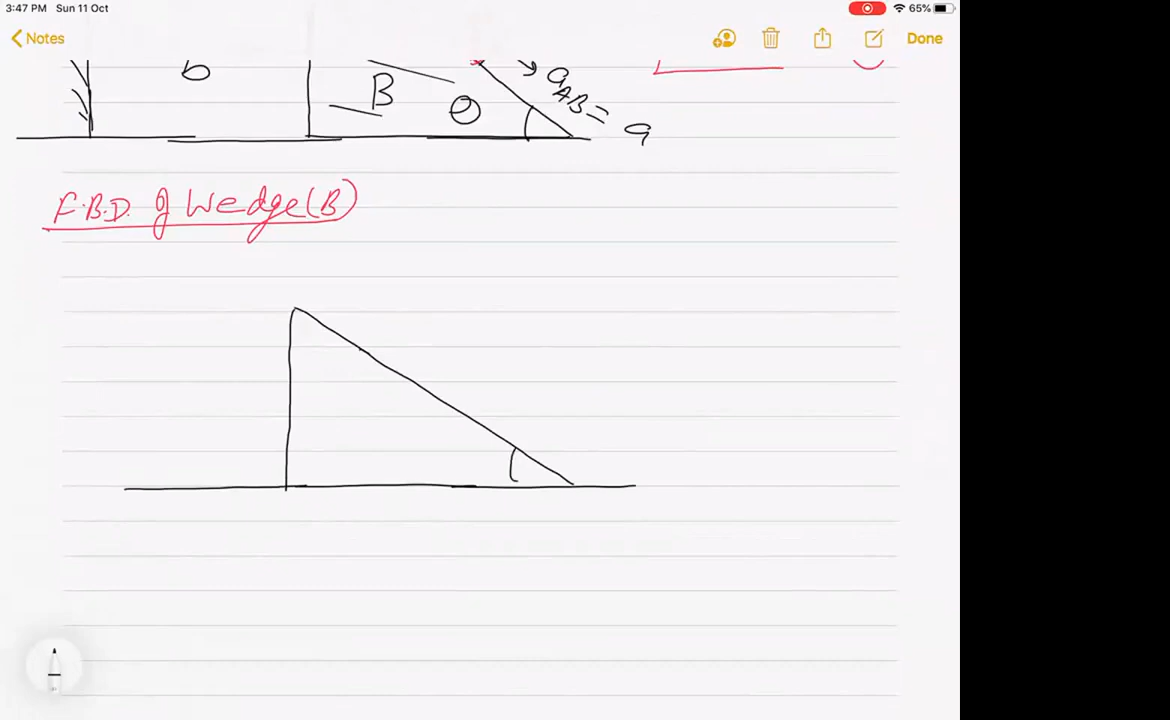 3:47 PM Sun 11 Oct
65%
Notes
Done
b
B
θ
a_AB = a
F.B.D. of Wedge(B)